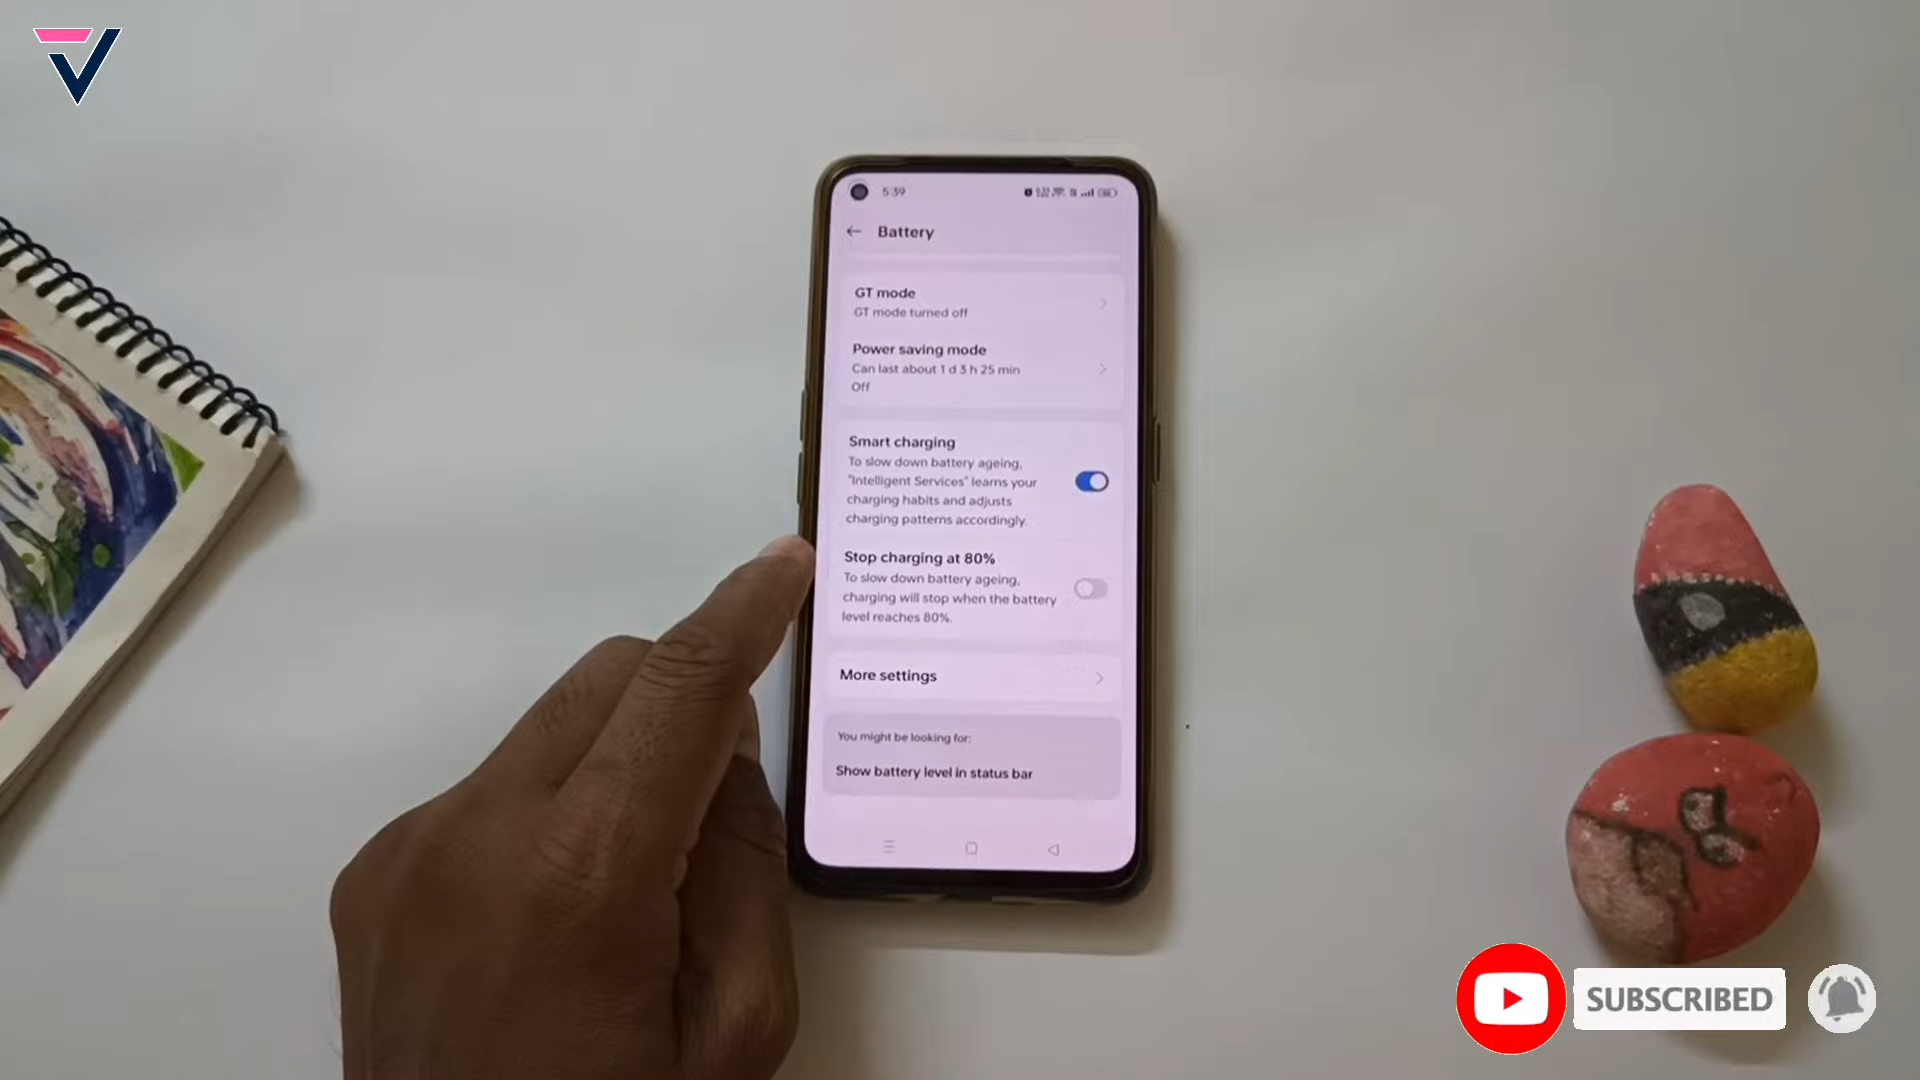 5:39
Battery
GT mode
GT mode turned off
Power saving mode
Can last about 1 d 3 h 25 min
Off
Smart charging
To slow down battery ageing,
"Intelligent Services" learns your
charging habits and adjusts
charging patterns accordingly.
Stop charging at 80%
To slow down battery ageing,
charging will stop when the battery
level reaches 80%.
More settings
You might be looking for:
Show battery level in status bar
SUBSCRIBED